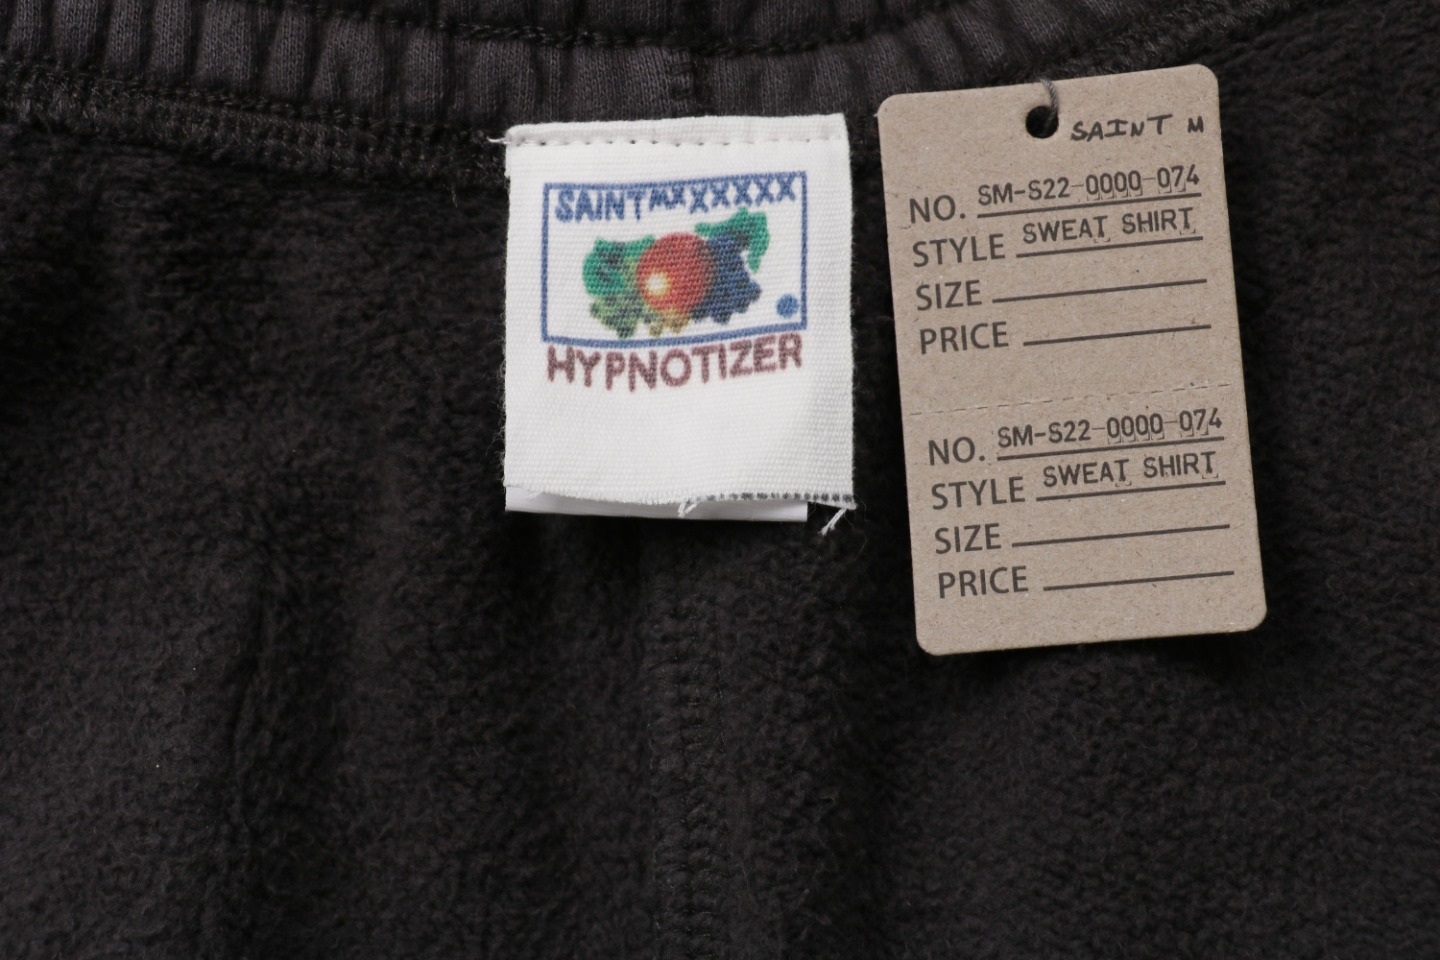 SAINT MXXXXXX
HYPNOTIZER
SAINT M
NO. SM-S22-0000-074
STYLE SWEAT SHIRT
SIZE
PRICE
NO. SM-S22-0000-074
STYLE SWEAT SHIRT
SIZE
PRICE